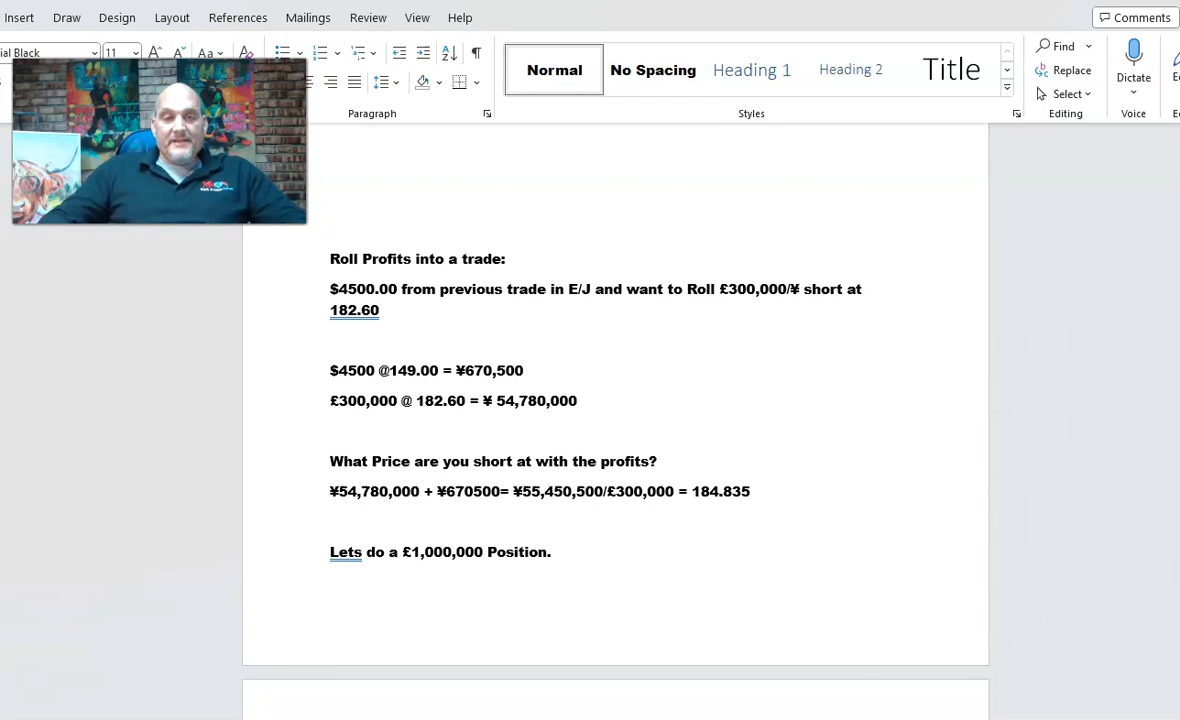 Insert Draw Design Layout References Mailings Review View Help Comments
ial Black 11 Aa Normal No Spacing Heading 1 Heading 2 Title Find Dictate
Replace
Select
Paragraph Styles Editing Voice
Roll Profits into a trade:
$4500.00 from previous trade in E/J and want to Roll £300,000/¥ short at
182.60
$4500 @149.00 = ¥670,500
£300,000 @ 182.60 = ¥ 54,780,000
What Price are you short at with the profits?
¥54,780,000 + ¥670500= ¥55,450,500/£300,000 = 184.835
Lets do a £1,000,000 Position.